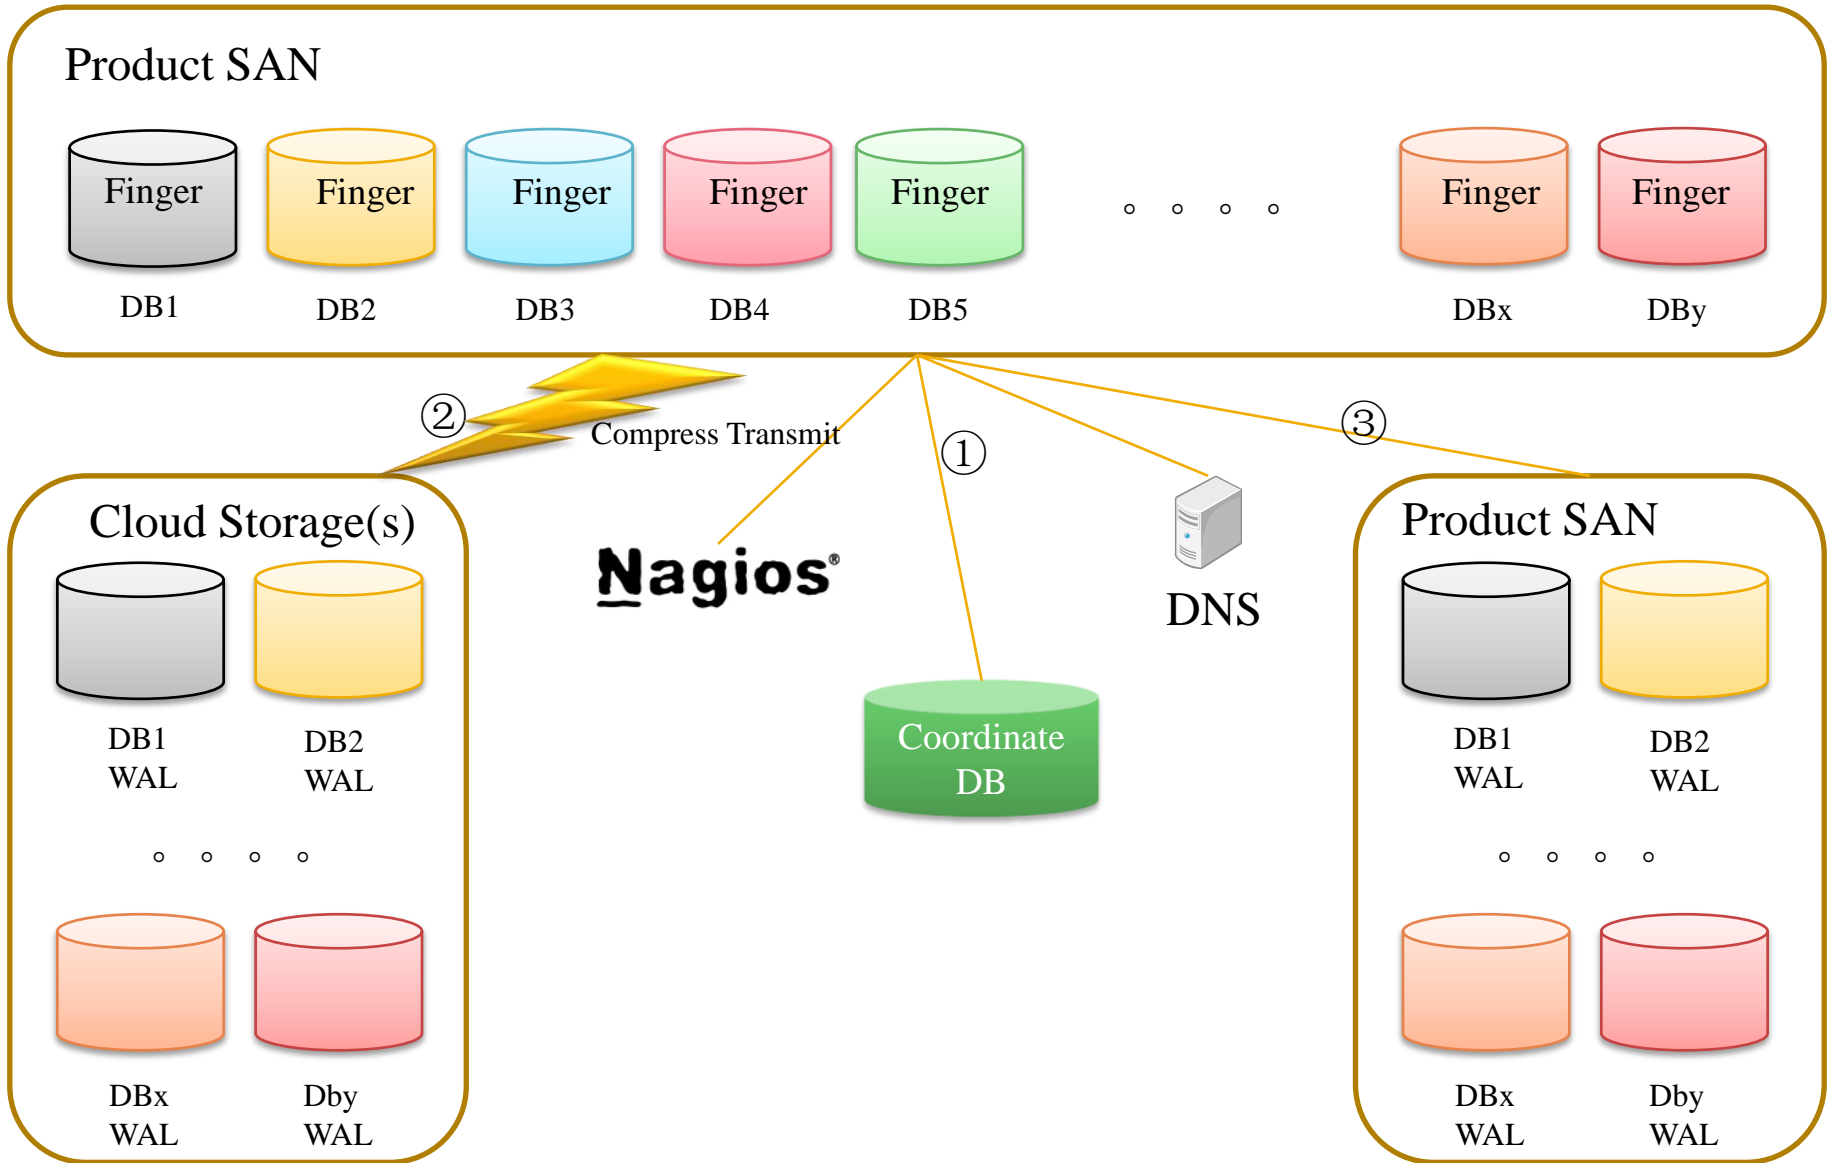 Product SAN
Finger
Finger
Finger
Finger
Finger
Finger
Finger
。。。。
DB1
DB2
DB3
DB4
DB5
DBx
DBy
②
Compress Transmit
①
③
Cloud Storage(s)
Nagios®
DNS
Product SAN
DB1
WAL
DB2
WAL
Coordinate
DB
DB1
WAL
DB2
WAL
。。。。
。。。。
DBx
WAL
Dby
WAL
DBx
WAL
Dby
WAL